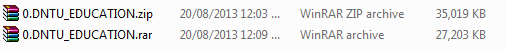 0.DNTU_EDUCATION.zip 20/08/2013 12:03 ... WinRAR ZIP archive 35,019 KB
0.DNTU_EDUCATION.rar 20/08/2013 12:09 ... WinRAR archive 27,203 KB